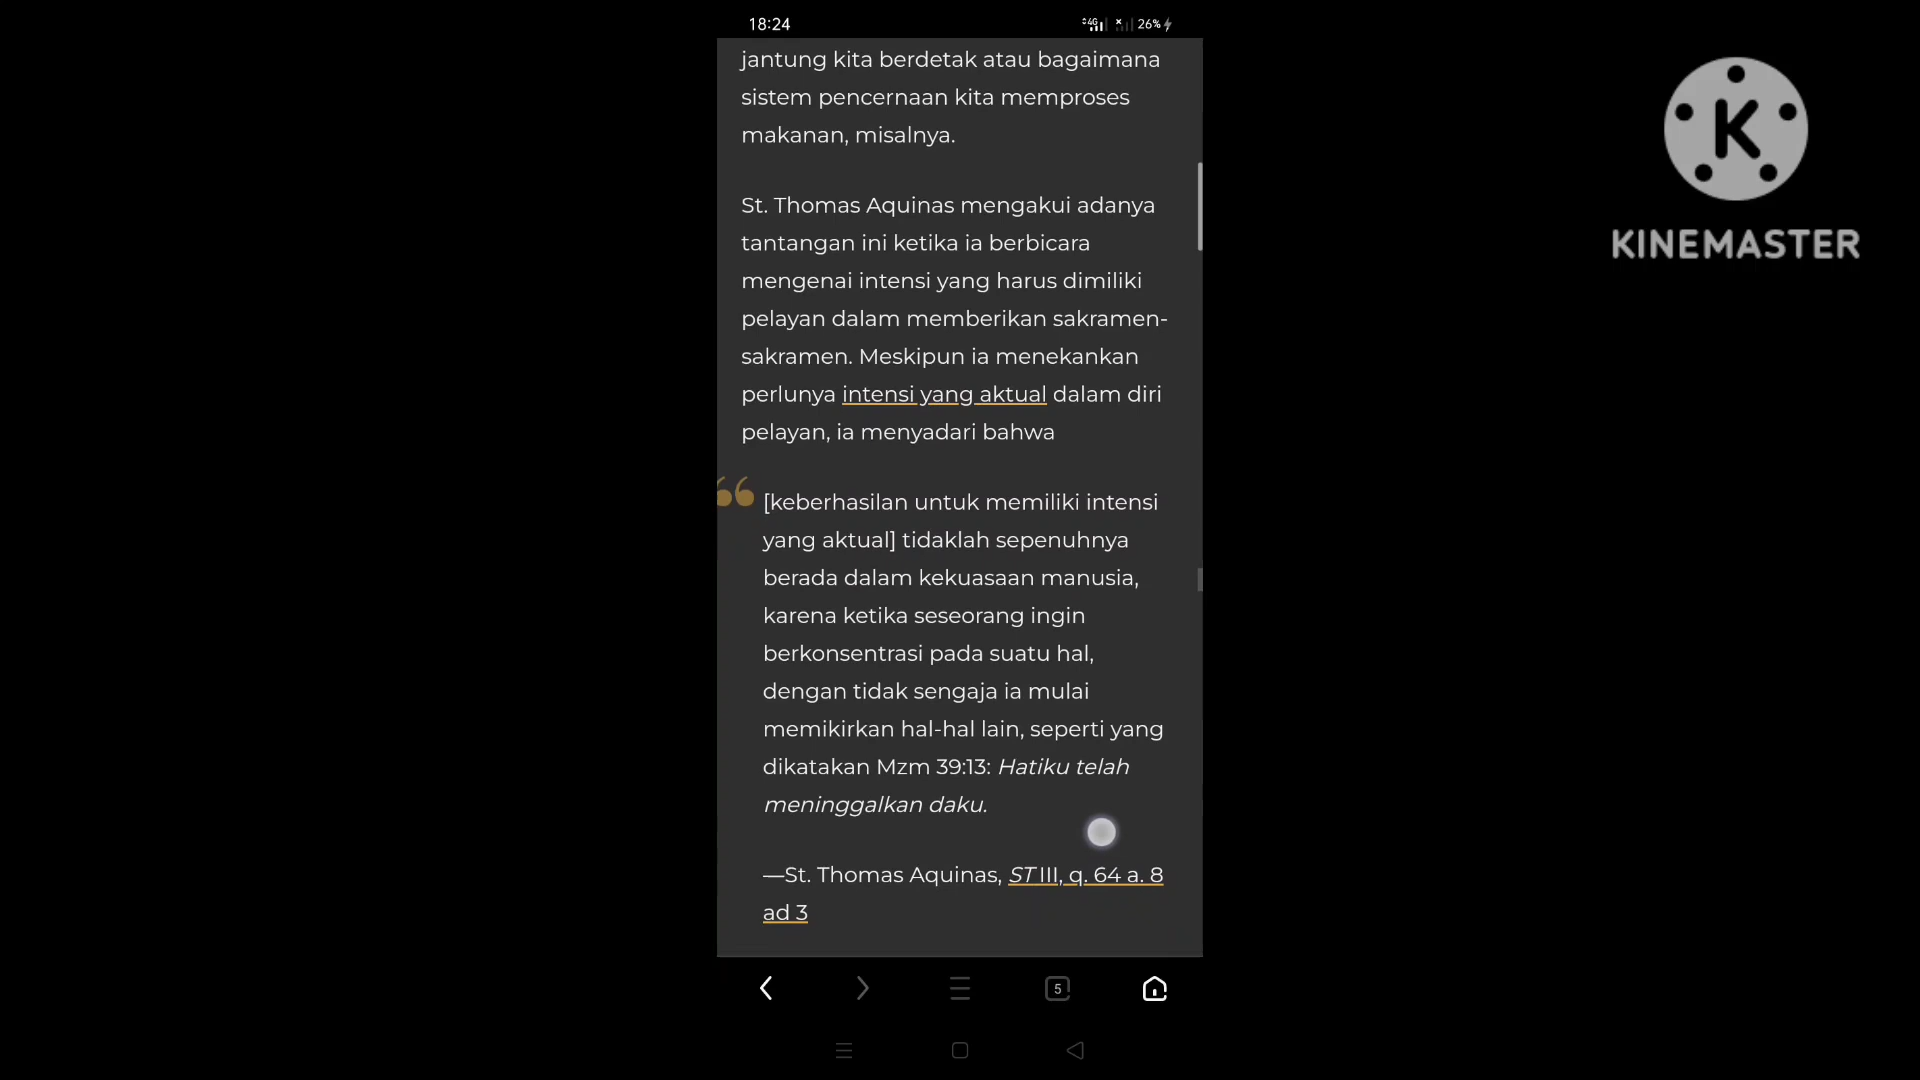 18:24
4G
26%
K
KINEMASTER
jantung kita berdetak atau bagaimana
sistem pencernaan kita memproses
makanan, misalnya.
St. Thomas Aquinas mengakui adanya
tantangan ini ketika ia berbicara
mengenai intensi yang harus dimiliki
pelayan dalam memberikan sakramen-
sakramen. Meskipun ia menekankan
perlunya intensi yang aktual dalam diri
pelayan, ia menyadari bahwa
“ [keberhasilan untuk memiliki intensi
yang aktual] tidaklah sepenuhnya
berada dalam kekuasaan manusia,
karena ketika seseorang ingin
berkonsentrasi pada suatu hal,
dengan tidak sengaja ia mulai
memikirkan hal-hal lain, seperti yang
dikatakan Mzm 39:13: Hatiku telah
meninggalkan daku.
—St. Thomas Aquinas, ST III, q. 64 a. 8
ad 3
5